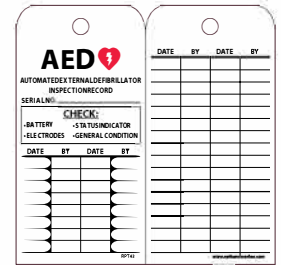 AED
AUTOMATEDEXTERNALDEFIBRILLATOR
INSPECTIONRECORD
SERIALNO.
CHECK:
•BATTERY •STATUSINDICATOR
•ELECTRODES •GENERAL CONDITION
DATE BY DATE BY
RPT43
DATE BY DATE BY